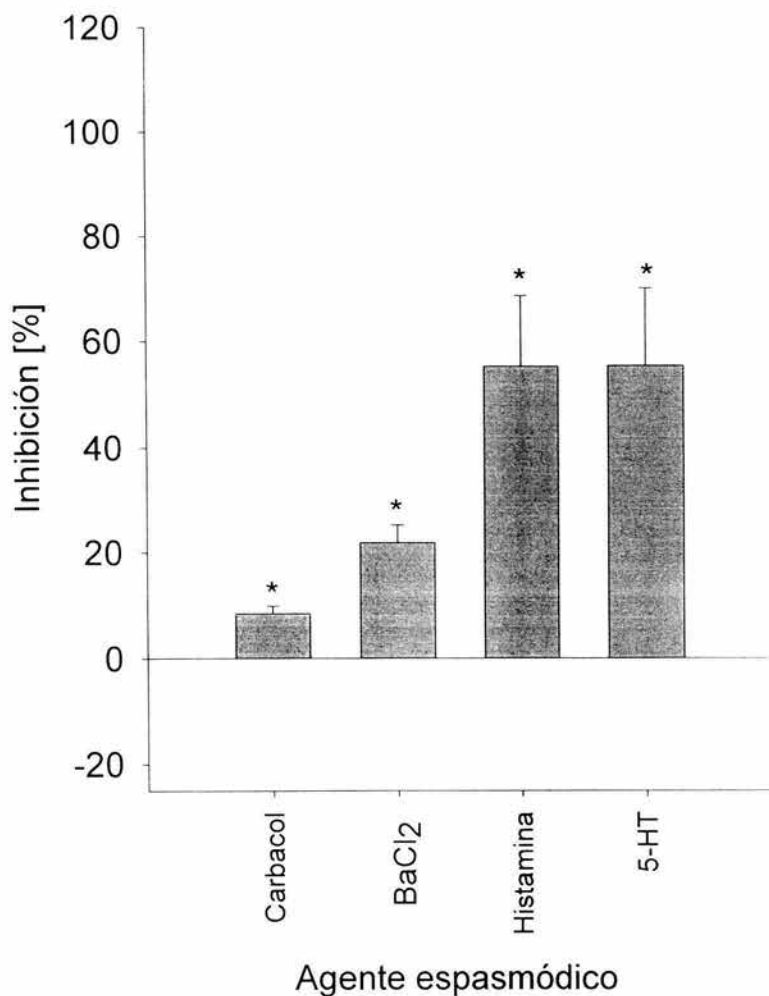 120
100
80
60
40
20
0
-20
Inhibición [%]
*
*
*
*
Carbacol
BaCl2
Histamina
5-HT
Agente espasmódico